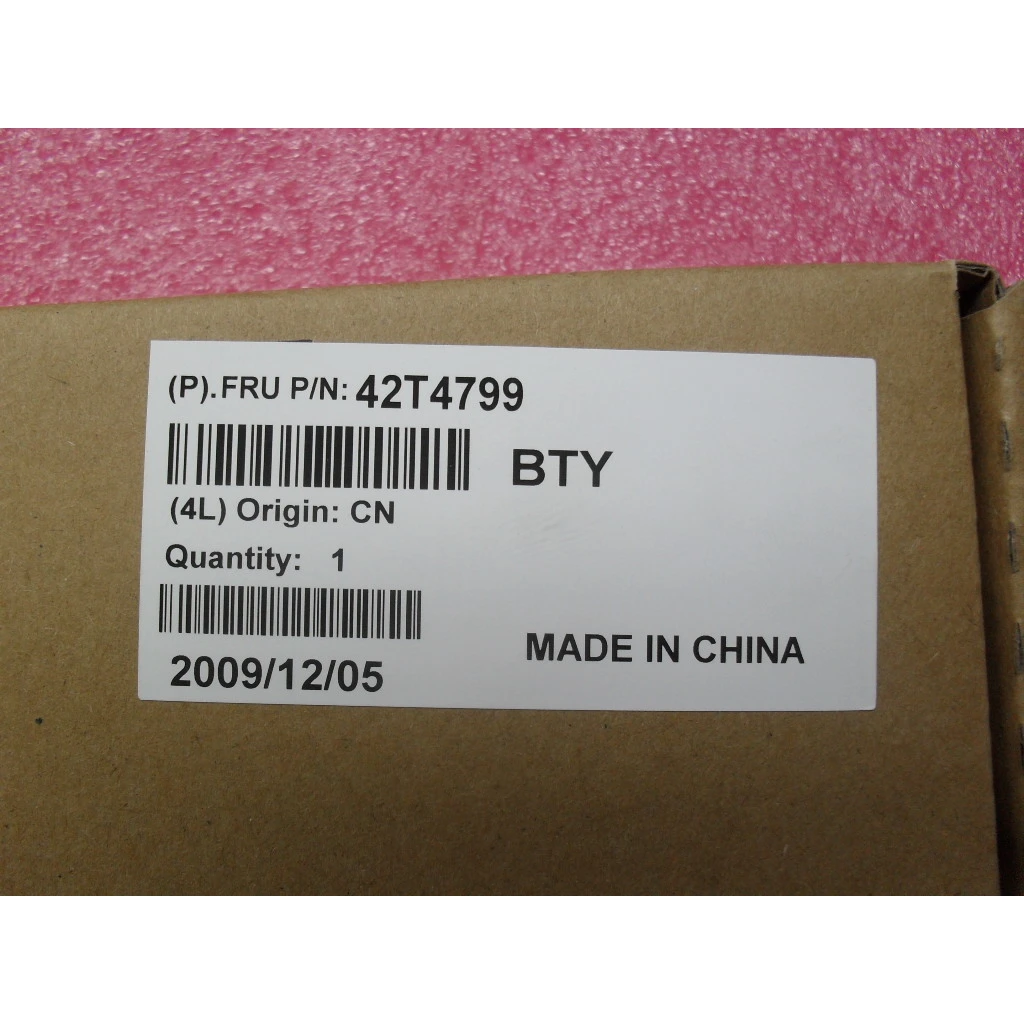 (P).FRU P/N: 42T4799
BTY
(4L) Origin: CN
Quantity: 1
2009/12/05
MADE IN CHINA